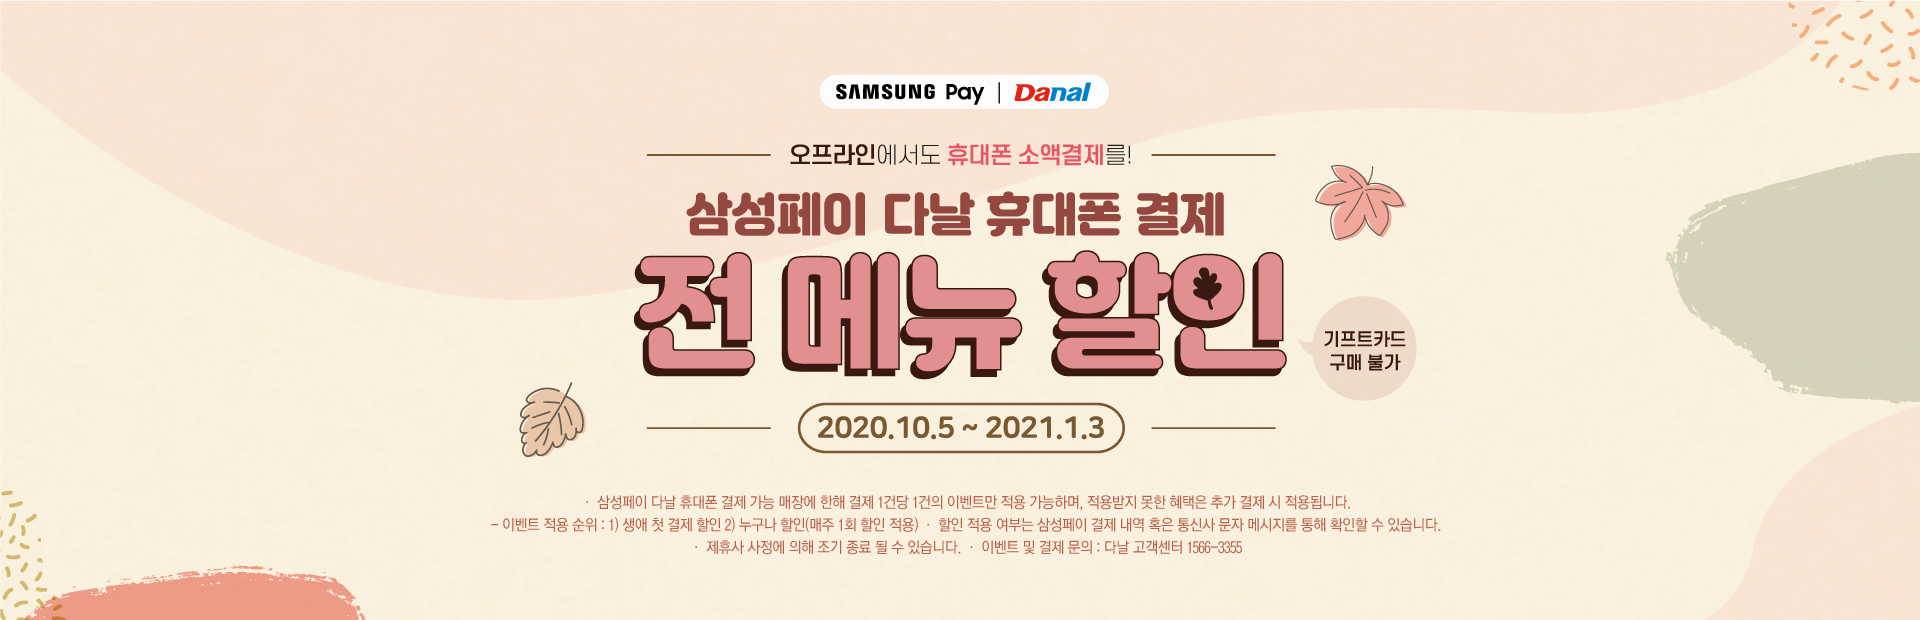 SAMSUNG Pay | Danal
오프라인에서도 휴대폰 소액결제를!
삼성페이 다날 휴대폰 결제
전 메뉴 할인
기프트카드
구매 불가
2020.10.5 ~ 2021.1.3
· 삼성페이 다날 휴대폰 결제 가능 매장에 한해 결제 1건당 1건의 이벤트만 적용 가능하며, 적용받지 못한 혜택은 추가 결제 시 적용됩니다.
- 이벤트 적용 순위 : 1) 생애 첫 결제 할인 2) 누구나 할인(매주 1회 할인 적용) · 할인 적용 여부는 삼성페이 결제 내역 혹은 통신사 문자 메시지를 통해 확인할 수 있습니다.
· 제휴사 사정에 의해 조기 종료 될 수 있습니다. · 이벤트 및 결제 문의 : 다날 고객센터 1566-3355